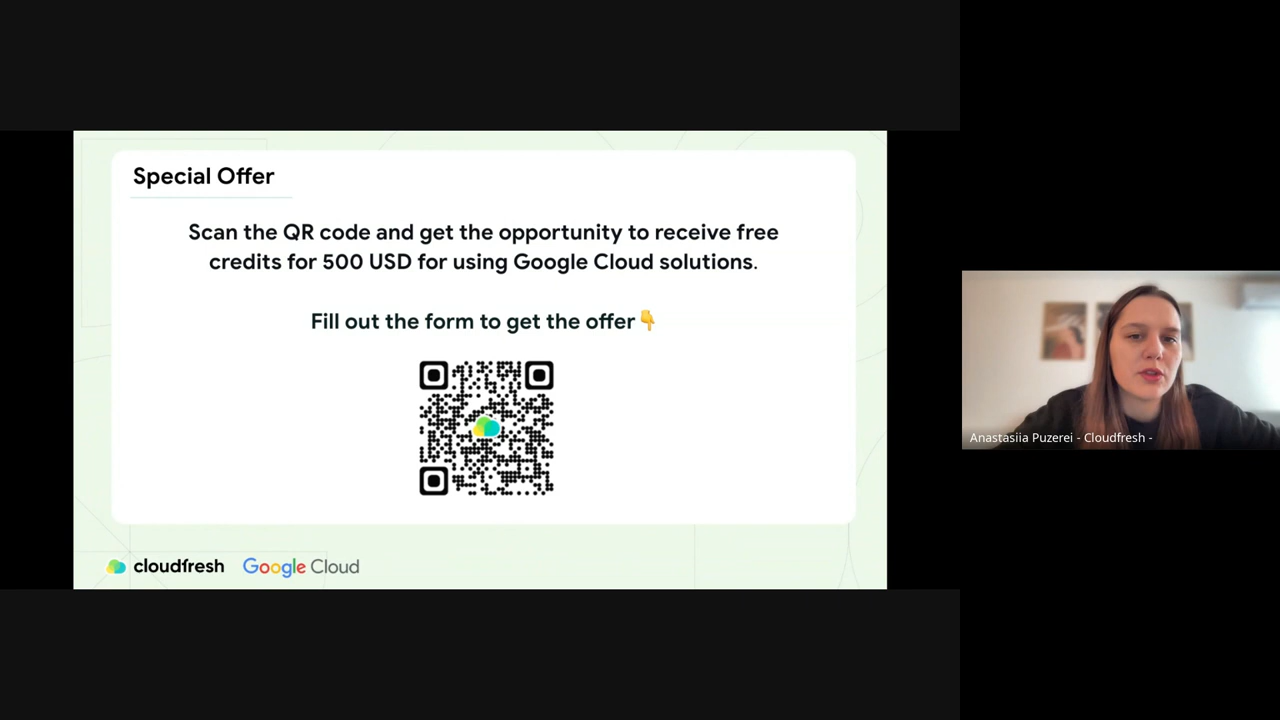 Special Offer
Scan the QR code and get the opportunity to receive free
credits for 500 USD for using Google Cloud solutions.
Fill out the form to get the offer👇
cloudfresh Google Cloud
Anastasiia Puzerei - Cloudfresh -